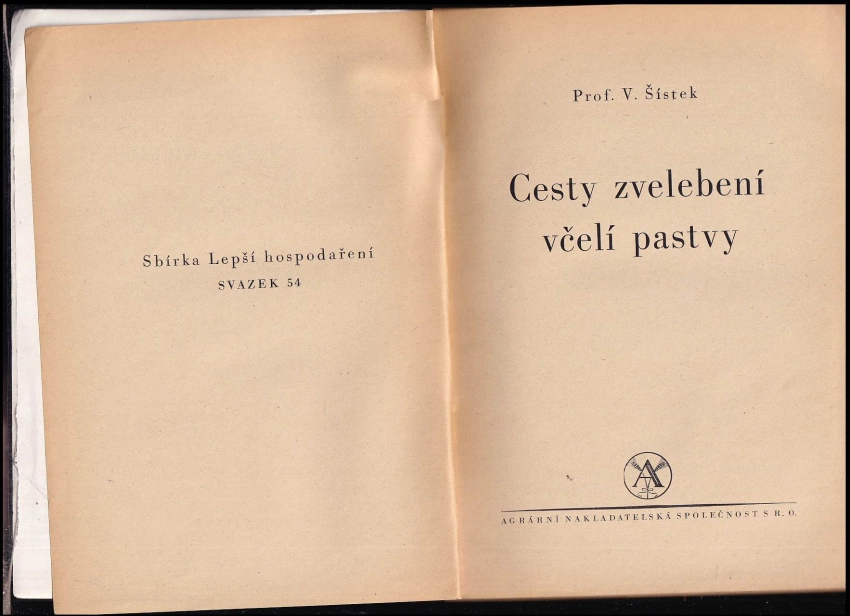 Sbírka Lepší hospodaření
SVAZEK 54
Prof. V. Šístek
Cesty zvelebení
včelí pastvy
A
AGRÁRNÍ NAKLADATELSKÁ SPOLEČNOST S R. O.